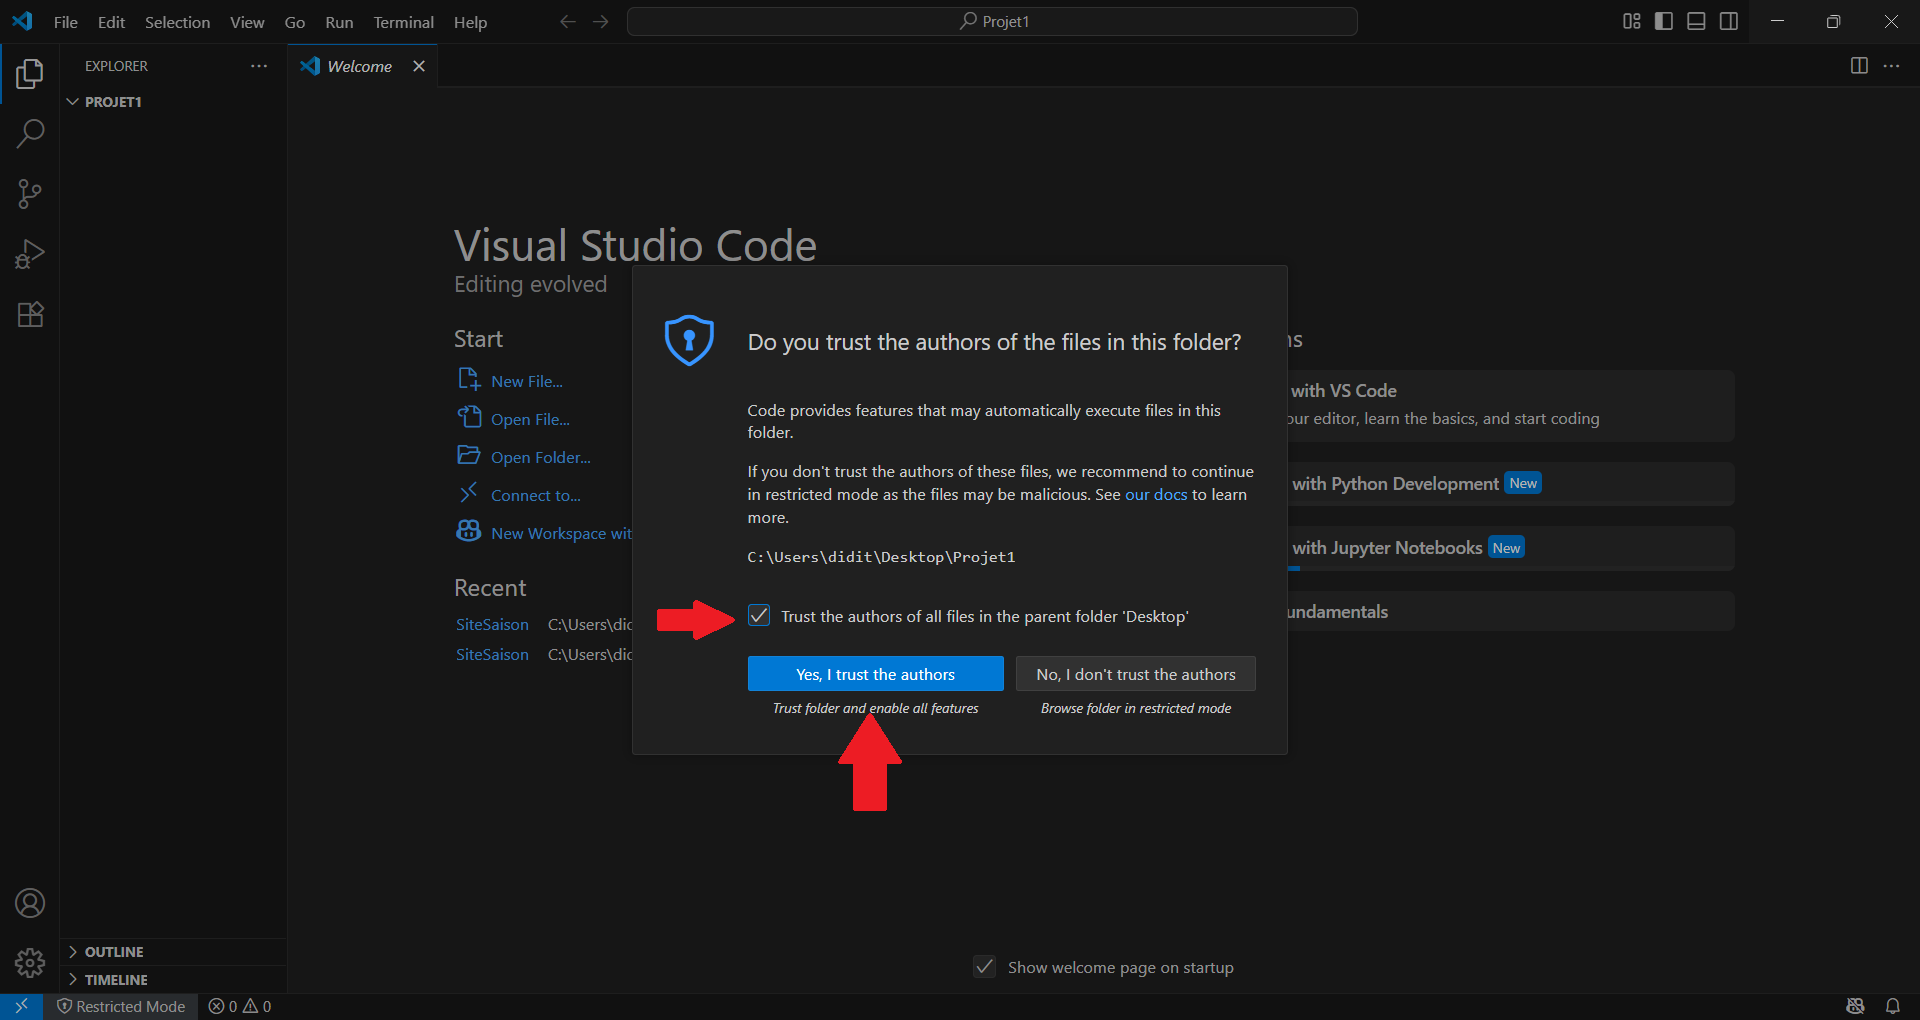 File Edit Selection View Go Run Terminal Help
Projet1
EXPLORER
Welcome
PROJET1
Visual Studio Code
Editing evolved
Start
New File...
Open File...
Open Folder...
Connect to...
New Workspace wit
Recent
SiteSaison C:\Users\dic
SiteSaison C:\Users\dic
Do you trust the authors of the files in this folder?
Code provides features that may automatically execute files in this
folder.
If you don't trust the authors of these files, we recommend to continue
in restricted mode as the files may be malicious. See our docs to learn
more.
C:\Users\didit\Desktop\Projet1
Trust the authors of all files in the parent folder 'Desktop'
Yes, I trust the authors
No, I don't trust the authors
Trust folder and enable all features
Browse folder in restricted mode
ns
with VS Code
our editor, learn the basics, and start coding
with Python Development New
with Jupyter Notebooks New
undamentals
Show welcome page on startup
OUTLINE
TIMELINE
Restricted Mode 0 0